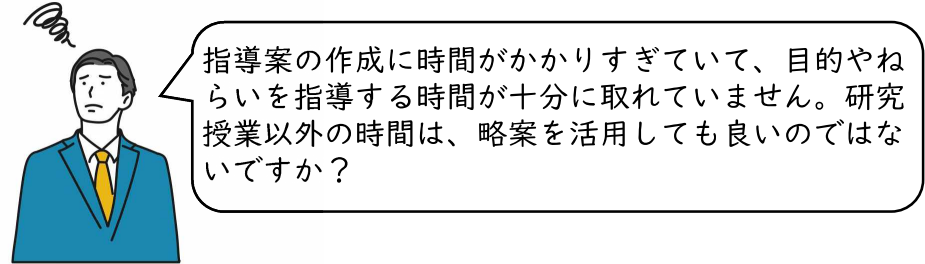 指導案の作成に時間がかかりすぎていて、目的やね
らいを指導する時間が十分に取れていません。研究
授業以外の時間は、略案を活用しても良いのではな
いですか？